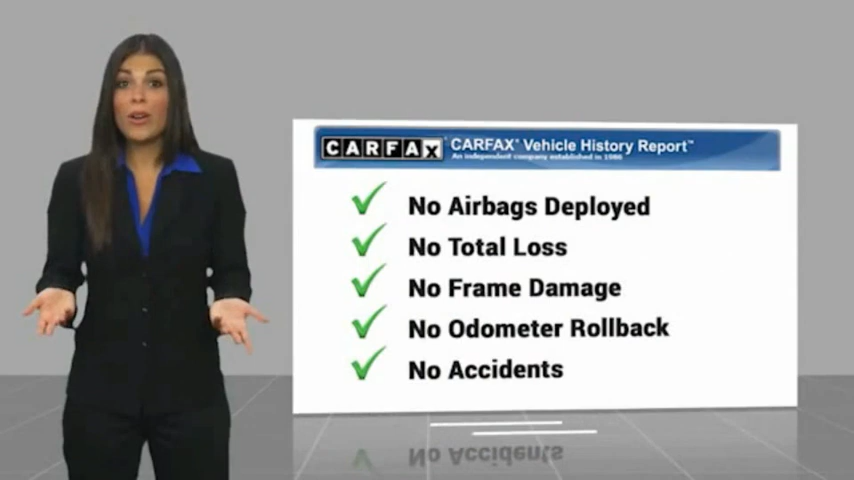 CARFAX
CARFAX® Vehicle History Report™
An independent company established in 1986
No Airbags Deployed
No Total Loss
No Frame Damage
No Odometer Rollback
No Accidents
No Accidents